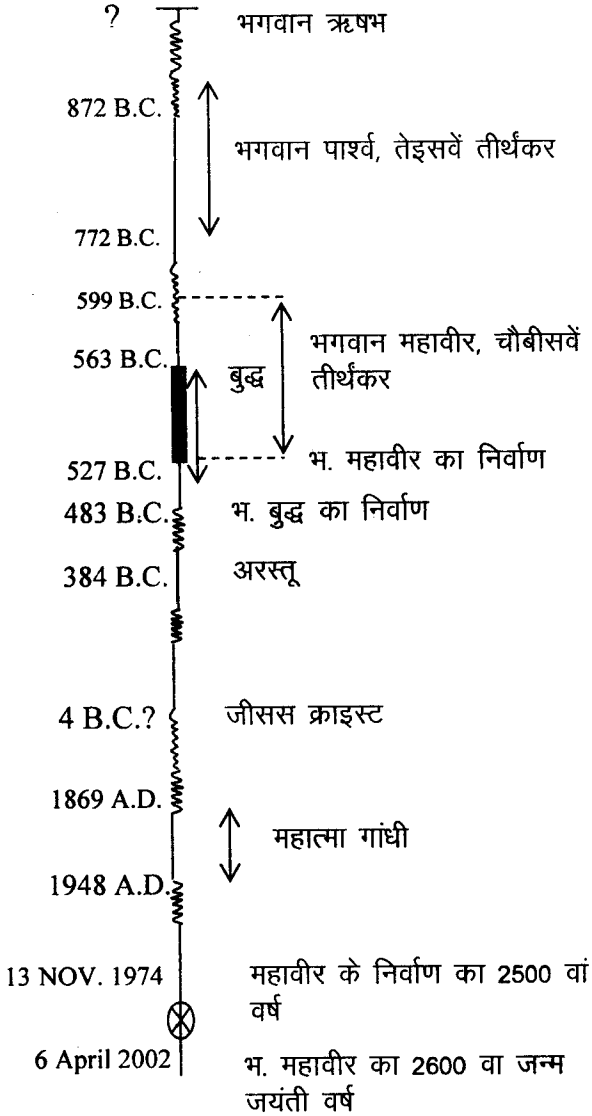 ? भगवान ऋषभ
872 B.C.
भगवान पार्श्व, तेइसवें तीर्थंकर
772 B.C.
599 B.C.
भगवान महावीर, चौबीसवें
563 B.C. बुद्ध तीर्थंकर
527 B.C. भ. महावीर का निर्वाण
483 B.C. भ. बुद्ध का निर्वाण
384 B.C. अरस्तू
4 B.C.? जीसस क्राइस्ट
1869 A.D.
महात्मा गांधी
1948 A.D.
13 NOV. 1974 महावीर के निर्वाण का 2500 वां
वर्ष
6 April 2002 भ. महावीर का 2600 वा जन्म
जयंती वर्ष